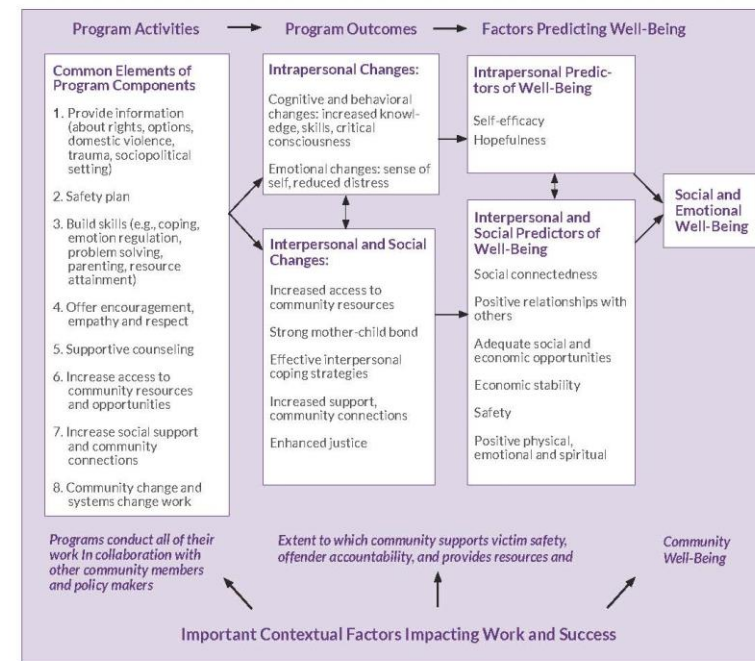 Program Activities
Program Outcomes
Factors Predicting Well-Being
Common Elements of
Program Components
1. Provide information
(about rights, options,
domestic violence,
trauma, sociopolitical
setting)
2. Safety plan
3. Build skills (e.g., coping,
emotion regulation,
problem solving,
parenting, resource
attainment)
4. Offer encouragement,
empathy and respect
5. Supportive counseling
6. Increase access to
community resources
and opportunities
7. Increase social support
and community
connections
8. Community change and
systems change work
Intrapersonal Changes:
Cognitive and behavioral
changes: increased knowl-
edge, skills, critical
consciousness
Emotional changes: sense of
self, reduced distress
Interpersonal and Social
Changes:
Increased access to
community resources
Strong mother-child bond
Effective interpersonal
coping strategies
Increased support,
community connections
Enhanced justice
Intrapersonal Predic-
tors of Well-Being
Self-efficacy
Hopefulness
Interpersonal and
Social Predictors of
Well-Being
Social connectedness
Positive relationships with
others
Adequate social and
economic opportunities
Economic stability
Safety
Positive physical,
emotional and spiritual
Social and
Emotional
Well-Being
Programs conduct all of their
work In collaboration with
other community members
and policy makers
Extent to which community supports victim safety,
offender accountability, and provides resources and
Community
Well-Being
Important Contextual Factors Impacting Work and Success